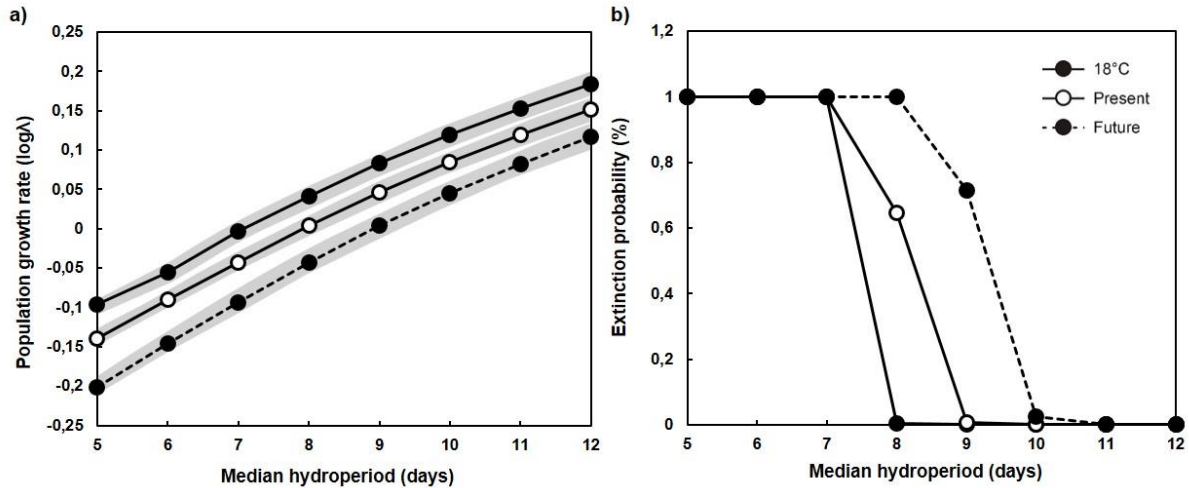 a)
Population growth rate (logΛ)
0,25
0,2
0,15
0,1
0,05
0
-0,05
-0,1
-0,15
-0,2
-0,25
5 6 7 8 9 10 11 12
Median hydroperiod (days)
b)
Extinction probability (%)
1,2
1
0,8
0,6
0,4
0,2
0
18°C
Present
Future
5 6 7 8 9 10 11 12
Median hydroperiod (days)